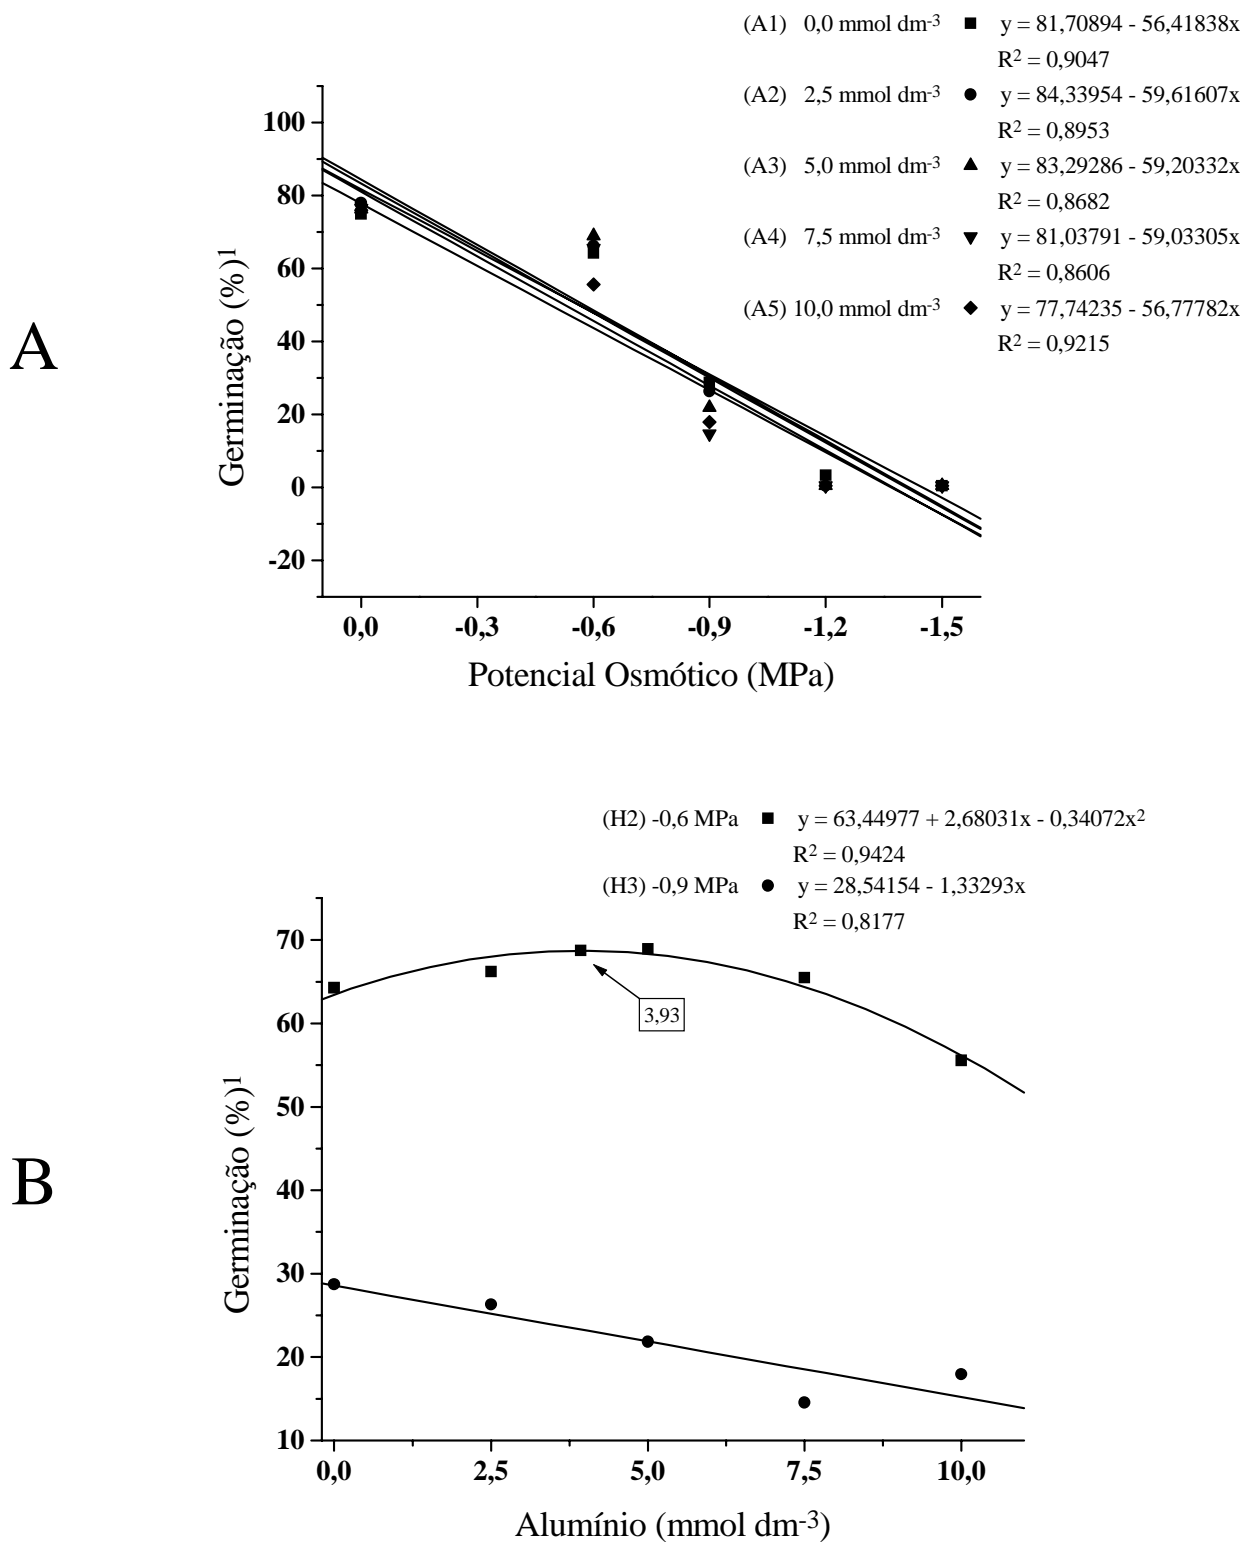 (A1) 0,0 mmol dm-3 ■ y = 81,70894 - 56,41838x
R2 = 0,9047
(A2) 2,5 mmol dm-3 ● y = 84,33954 - 59,61607x
R2 = 0,8953
(A3) 5,0 mmol dm-3 ▲ y = 83,29286 - 59,20332x
R2 = 0,8682
(A4) 7,5 mmol dm-3 ▼ y = 81,03791 - 59,03305x
R2 = 0,8606
(A5) 10,0 mmol dm-3 ◆ y = 77,74235 - 56,77782x
R2 = 0,9215
A
Germinação (%)1
100
80
60
40
20
0
-20
0,0 -0,3 -0,6 -0,9 -1,2 -1,5
Potencial Osmótico (MPa)
(H2) -0,6 MPa ■ y = 63,44977 + 2,68031x - 0,34072x2
R2 = 0,9424
(H3) -0,9 MPa ● y = 28,54154 - 1,33293x
R2 = 0,8177
B
Germinação (%)1
70
60
50
40
30
20
10
3,93
0,0 2,5 5,0 7,5 10,0
Alumínio (mmol dm-3)